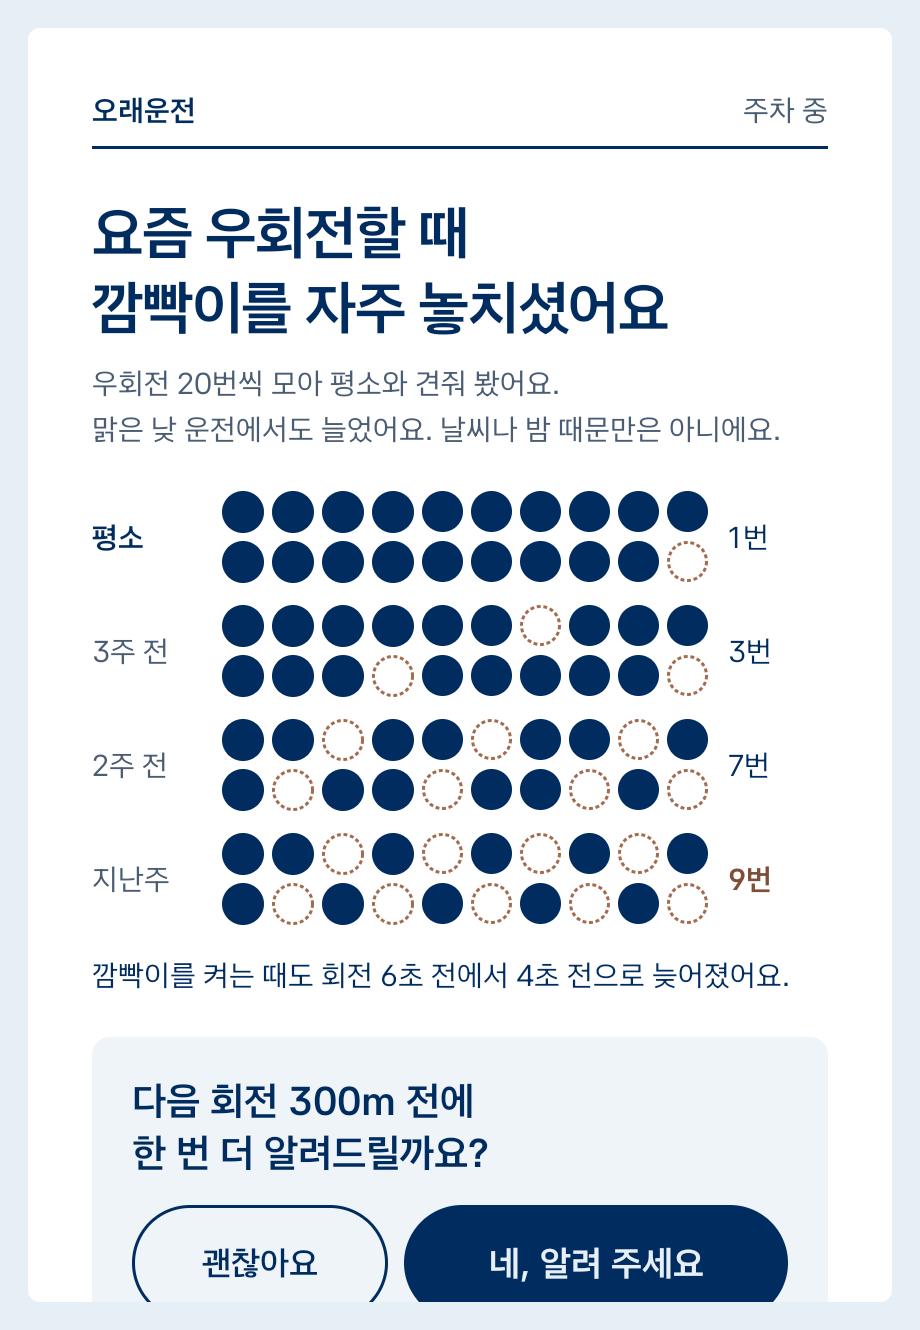 오래운전
주차 중
요즘 우회전할 때
깜빡이를 자주 놓치셨어요
우회전 20번씩 모아 평소와 견줘 봤어요.
맑은 낮 운전에서도 늘었어요. 날씨나 밤 때문만은 아니에요.
평소
1번
3주 전
3번
2주 전
7번
지난주
9번
깜빡이를 켜는 때도 회전 6초 전에서 4초 전으로 늦어졌어요.
다음 회전 300m 전에
한 번 더 알려드릴까요?
괜찮아요
네, 알려 주세요